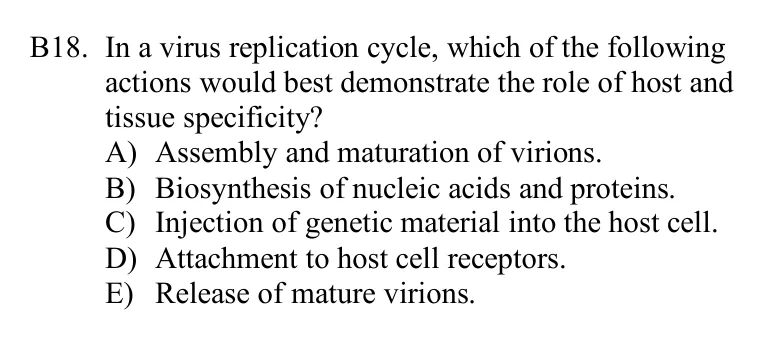 B18. In a virus replication cycle, which of the following
actions would best demonstrate the role of host and
tissue specificity?
A) Assembly and maturation of virions.
B) Biosynthesis of nucleic acids and proteins.
C) Injection of genetic material into the host cell.
D) Attachment to host cell receptors.
E) Release of mature virions.